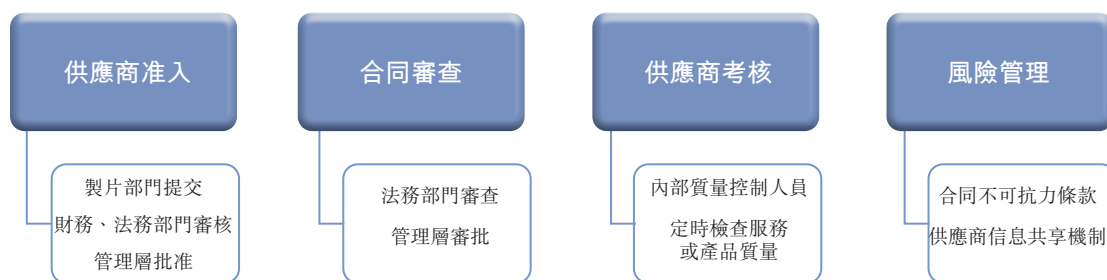 供應商准入
合同審查
供應商考核
風險管理
製片部門提交
財務、法務部門審核
管理層批准
法務部門審查
管理層審批
內部質量控制人員
定時檢查服務
或產品質量
合同不可抗力條款
供應商信息共享機制